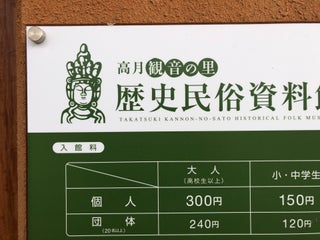 高月観音の里
歴史民俗資料館
TAKATSUKI KANNON-NO-SATO HISTORICAL FOLK MUS
入館料
大人 小・中学生
(高校生以上)
個人 300円 150円
団体 240円 120円
(20名以上)